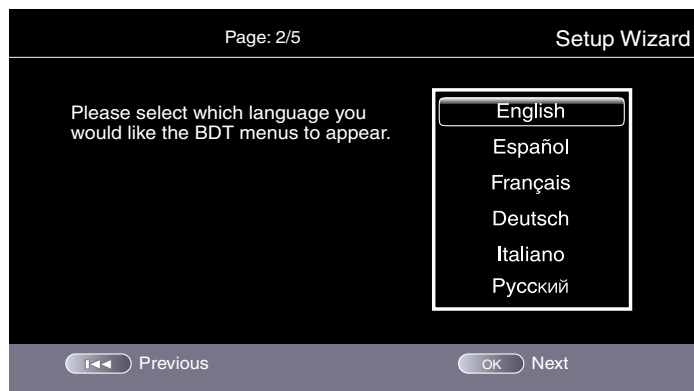 Page: 2/5
Setup Wizard
Please select which language you
would like the BDT menus to appear.
English
Español
Français
Deutsch
Italiano
Русский
Previous
OK Next